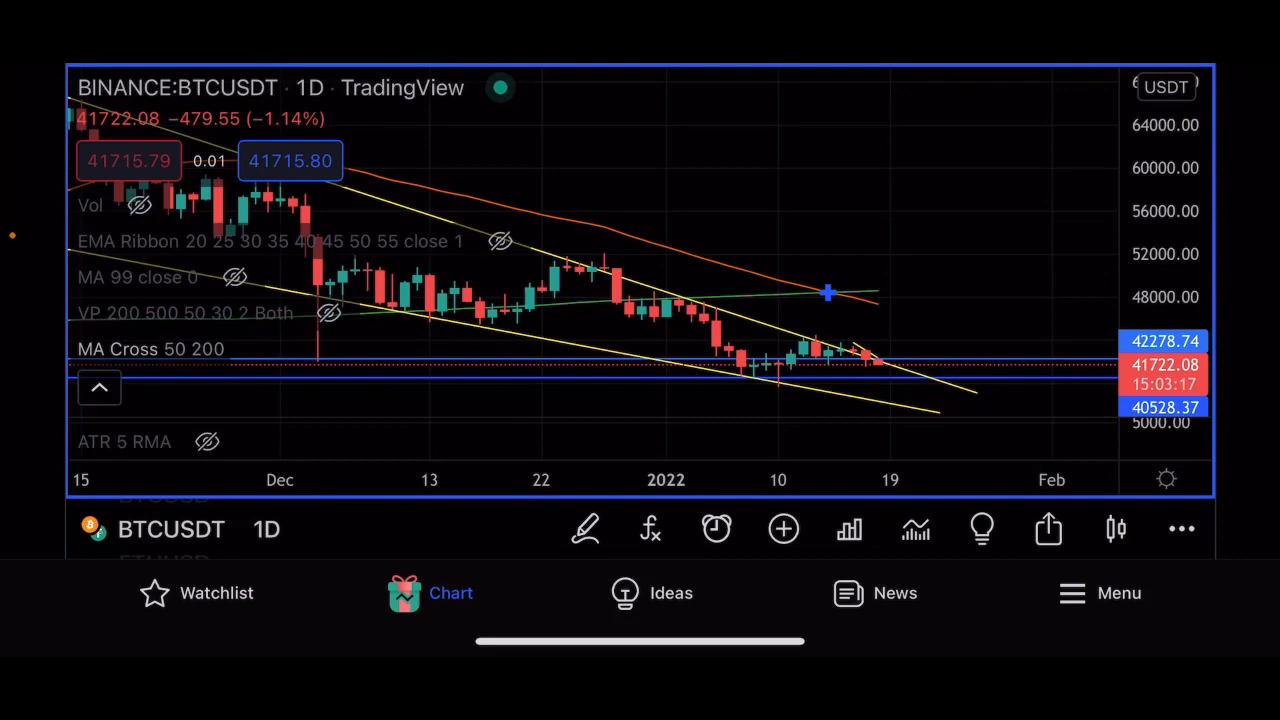 BINANCE:BTCUSDT · 1D · TradingView
USDT
41722.08 −479.55 (−1.14%)
64000.00
41715.79 0.01 41715.80
60000.00
Vol
56000.00
EMA Ribbon 20 25 30 35 40 45 50 55 close 1
52000.00
MA 99 close 0
48000.00
VP 200 500 50 30 2 Both
42278.74
MA Cross 50 200
41722.08
15:03:17
40528.37
5000.00
ATR 5 RMA
15 Dec 13 22 2022 10 19 Feb
BTCUSDT 1D
Watchlist Chart Ideas News Menu